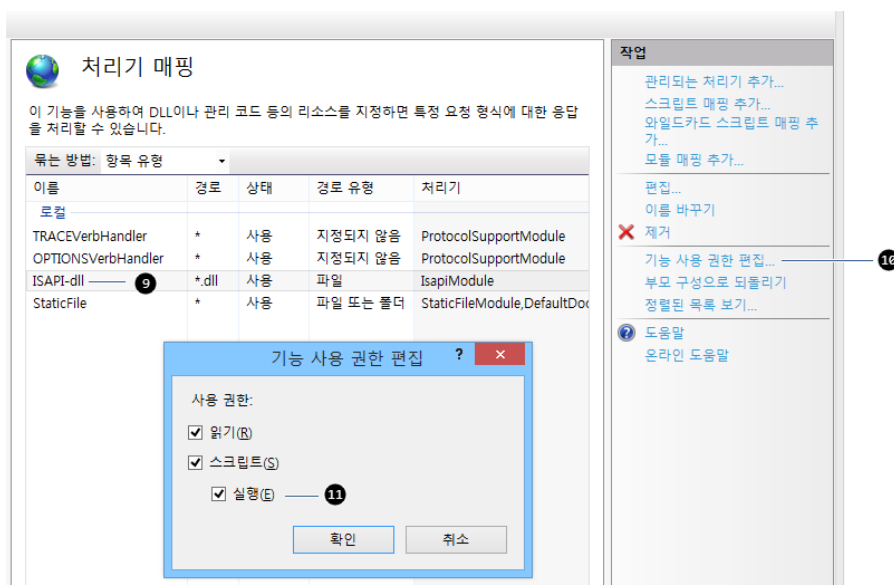 처리기 매핑
이 기능을 사용하여 DLL이나 관리 코드 등의 리소스를 지정하면 특정 요청 형식에 대한 응답
을 처리할 수 있습니다.
묶는 방법: 항목 유형
이름 경로 상태 경로 유형 처리기
로컬
TRACEVerbHandler * 사용 지정되지 않음 ProtocolSupportModule
OPTIONSVerbHandler * 사용 지정되지 않음 ProtocolSupportModule
ISAPI-dll 9 *.dll 사용 파일 IsapiModule
StaticFile * 사용 파일 또는 폴더 StaticFileModule,DefaultDoc
기능 사용 권한 편집 ? ×
사용 권한:
읽기(R)
스크립트(S)
실행(E) 11
확인 취소
작업
관리되는 처리기 추가...
스크립트 매핑 추가...
와일드카드 스크립트 매핑 추
가...
모듈 매핑 추가...
편집...
이름 바꾸기
제거
기능 사용 권한 편집... 10
부모 구성으로 되돌리기
정렬된 목록 보기...
도움말
온라인 도움말